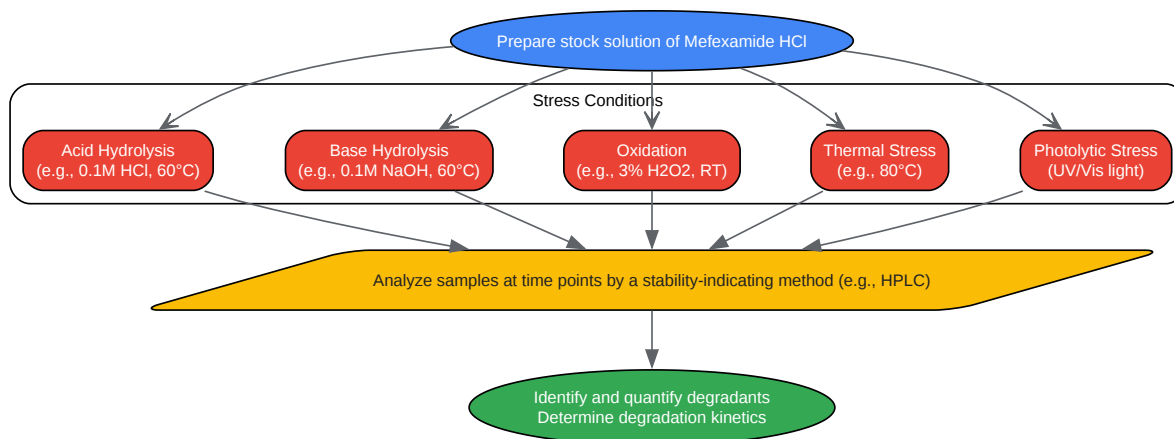 Prepare stock solution of Mefexamide HCl
Stress Conditions
Acid Hydrolysis
(e.g., 0.1M HCl, 60°C)
Base Hydrolysis
(e.g., 0.1M NaOH, 60°C)
Oxidation
(e.g., 3% H2O2, RT)
Thermal Stress
(e.g., 80°C)
Photolytic Stress
(UV/Vis light)
Analyze samples at time points by a stability-indicating method (e.g., HPLC)
Identify and quantify degradants
Determine degradation kinetics